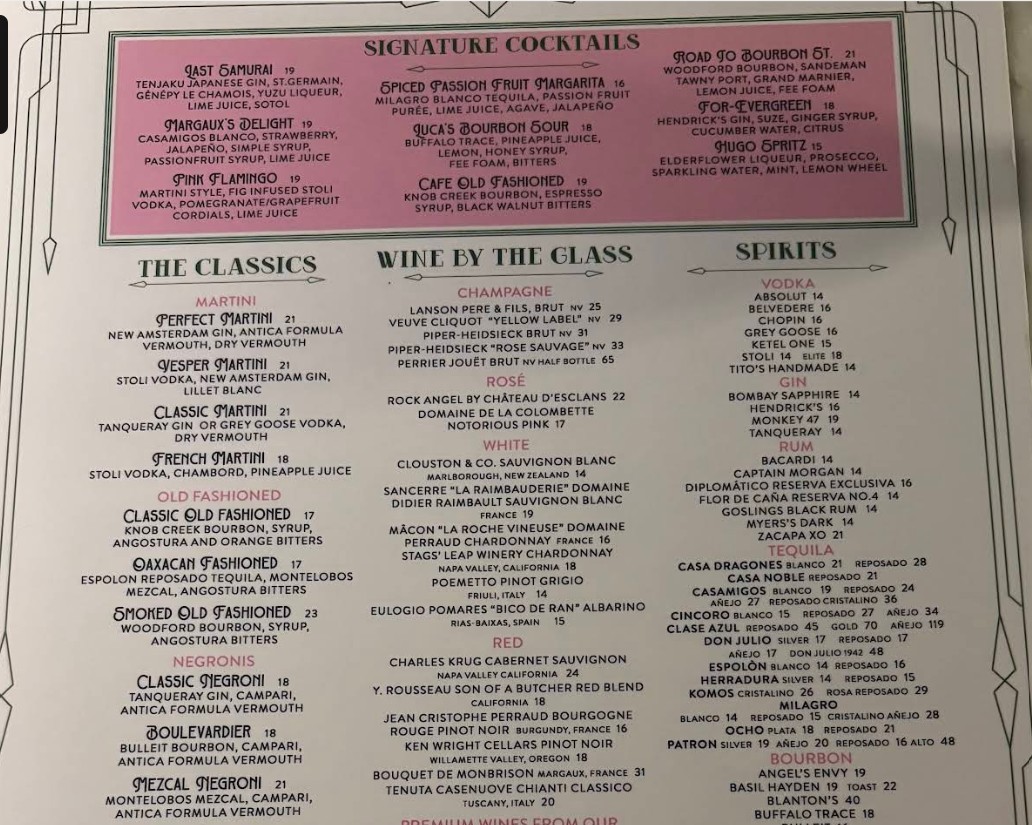 SIGNATURE COCKTAILS
LAST SAMURAI 19
TENJAKU JAPANESE GIN, ST.GERMAIN,
GÉNÉPY LE CHAMOIS, YUZU LIQUEUR,
LIME JUICE, SOTOL
MARGAUX'S DELIGHT 19
CASAMIGOS BLANCO, STRAWBERRY,
JALAPEÑO, SIMPLE SYRUP,
PASSIONFRUIT SYRUP, LIME JUICE
PINK FLAMINGO 19
MARTINI STYLE, FIG INFUSED STOLI
VODKA, POMEGRANATE/GRAPEFRUIT
CORDIALS, LIME JUICE
SPICED PASSION FRUIT MARGARITA 16
MILAGRO BLANCO TEQUILA, PASSION FRUIT
PURÉE, LIME JUICE, AGAVE, JALAPEÑO
LUCA'S BOURBON SOUR 18
BUFFALO TRACE, PINEAPPLE JUICE,
LEMON, HONEY SYRUP,
FEE FOAM, BITTERS
CAFE OLD FASHIONED 19
KNOB CREEK BOURBON, ESPRESSO
SYRUP, BLACK WALNUT BITTERS
ROAD TO BOURBON ST. 21
WOODFORD BOURBON, SANDEMAN
TAWNY PORT, GRAND MARNIER,
LEMON JUICE, FEE FOAM
FOR-EVERGREEN 18
HENDRICK'S GIN, SUZE, GINGER SYRUP,
CUCUMBER WATER, CITRUS
HUGO SPRITZ 15
ELDERFLOWER LIQUEUR, PROSECCO,
SPARKLING WATER, MINT, LEMON WHEEL
THE CLASSICS
MARTINI
PERFECT MARTINI 21
NEW AMSTERDAM GIN, ANTICA FORMULA
VERMOUTH, DRY VERMOUTH
VESPER MARTINI 21
STOLI VODKA, NEW AMSTERDAM GIN,
LILLET BLANC
CLASSIC MARTINI 21
TANQUERAY GIN OR GREY GOOSE VODKA,
DRY VERMOUTH
FRENCH MARTINI 18
STOLI VODKA, CHAMBORD, PINEAPPLE JUICE
OLD FASHIONED
CLASSIC OLD FASHIONED 17
KNOB CREEK BOURBON, SYRUP,
ANGOSTURA AND ORANGE BITTERS
OAXACAN FASHIONED 17
ESPOLON REPOSADO TEQUILA, MONTELOBOS
MEZCAL, ANGOSTURA BITTERS
SMOKED OLD FASHIONED 23
WOODFORD BOURBON, SYRUP,
ANGOSTURA BITTERS
NEGRONIS
CLASSIC NEGRONI 18
TANQUERAY GIN, CAMPARI,
ANTICA FORMULA VERMOUTH
BOULEVARDIER 18
BULLEIT BOURBON, CAMPARI,
ANTICA FORMULA VERMOUTH
MEZCAL NEGRONI 21
MONTELOBOS MEZCAL, CAMPARI,
ANTICA FORMULA VERMOUTH
WINE BY THE GLASS
CHAMPAGNE
LANSON PERE & FILS, BRUT NV 25
VEUVE CLIQUOT "YELLOW LABEL" NV 29
PIPER-HEIDSIECK BRUT NV 31
PIPER-HEIDSIECK "ROSE SAUVAGE" NV 33
PERRIER JOUËT BRUT NV HALF BOTTLE 65
ROSÉ
ROCK ANGEL BY CHÂTEAU D'ESCLANS 22
DOMAINE DE LA COLOMBETTE
NOTORIOUS PINK 17
WHITE
CLOUSTON & CO. SAUVIGNON BLANC
MARLBOROUGH, NEW ZEALAND 14
SANCERRE "LA RAIMBAUDERIE" DOMAINE
DIDIER RAIMBAULT SAUVIGNON BLANC
FRANCE 19
MÂCON "LA ROCHE VINEUSE" DOMAINE
PERRAUD CHARDONNAY FRANCE 16
STAGS' LEAP WINERY CHARDONNAY
NAPA VALLEY, CALIFORNIA 18
POEMETTO PINOT GRIGIO
FRIULI, ITALY 14
EULOGIO POMARES "BICO DE RAN" ALBARINO
RIAS-BAIXAS, SPAIN 15
RED
CHARLES KRUG CABERNET SAUVIGNON
NAPA VALLEY CALIFORNIA 24
Y. ROUSSEAU SON OF A BUTCHER RED BLEND
CALIFORNIA 18
JEAN CRISTOPHE PERRAUD BOURGOGNE
ROUGE PINOT NOIR BURGUNDY, FRANCE 16
KEN WRIGHT CELLARS PINOT NOIR
WILLAMETTE VALLEY, OREGON 18
BOUQUET DE MONBRISON MARGAUX, FRANCE 31
TENUTA CASENUOVE CHIANTI CLASSICO
TUSCANY, ITALY 20
PREMIUM WINES FROM OUR
SPIRITS
VODKA
ABSOLUT 14
BELVEDERE 16
CHOPIN 16
GREY GOOSE 16
KETEL ONE 15
STOLI 14 ELITE 18
TITO'S HANDMADE 14
GIN
BOMBAY SAPPHIRE 14
HENDRICK'S 16
MONKEY 47 19
TANQUERAY 14
RUM
BACARDI 14
CAPTAIN MORGAN 14
DIPLOMÁTICO RESERVA EXCLUSIVA 16
FLOR DE CAÑA RESERVA NO.4 14
GOSLINGS BLACK RUM 14
MYERS'S DARK 14
ZACAPA XO 21
TEQUILA
CASA DRAGONES BLANCO 21 REPOSADO 28
CASA NOBLE REPOSADO 21
CASAMIGOS BLANCO 19 REPOSADO 24
AÑEJO 27 REPOSADO CRISTALINO 36
CINCORO BLANCO 15 REPOSADO 27 AÑEJO 34
CLASE AZUL REPOSADO 45 GOLD 70 AÑEJO 119
DON JULIO SILVER 17 REPOSADO 17
AÑEJO 17 DON JULIO 1942 48
ESPOLÒN BLANCO 14 REPOSADO 16
HERRADURA SILVER 14 REPOSADO 15
KOMOS CRISTALINO 26 ROSA REPOSADO 29
MILAGRO
BLANCO 14 REPOSADO 15 CRISTALINO AÑEJO 28
OCHO PLATA 18 REPOSADO 21
PATRON SILVER 19 AÑEJO 20 REPOSADO 16 ALTO 48
BOURBON
ANGEL'S ENVY 19
BASIL HAYDEN 19 TOAST 22
BLANTON'S 40
BUFFALO TRACE 18